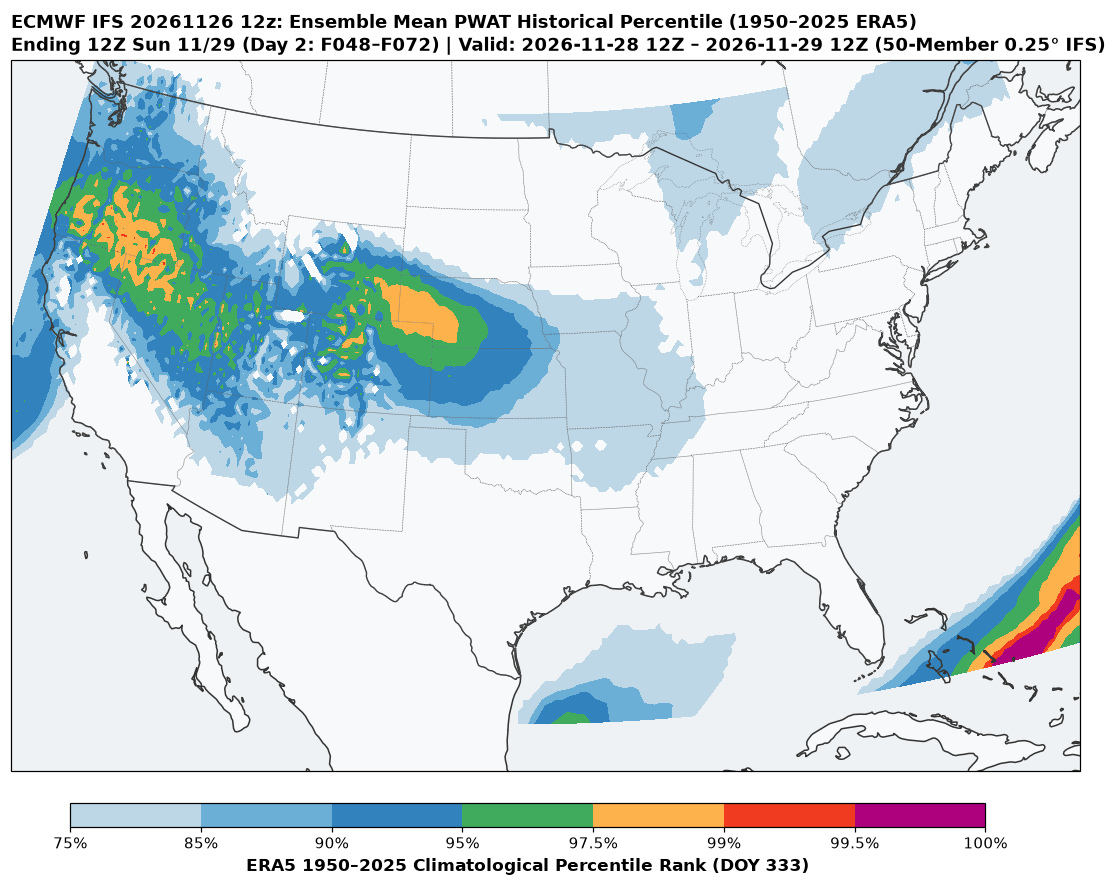 ECMWF IFS 20261126 12z: Ensemble Mean PWAT Historical Percentile (1950–2025 ERA5)
Ending 12Z Sun 11/29 (Day 2: F048–F072) | Valid: 2026-11-28 12Z – 2026-11-29 12Z (50-Member 0.25° IFS)
75% 85% 90% 95% 97.5% 99% 99.5% 100%
ERA5 1950–2025 Climatological Percentile Rank (DOY 333)